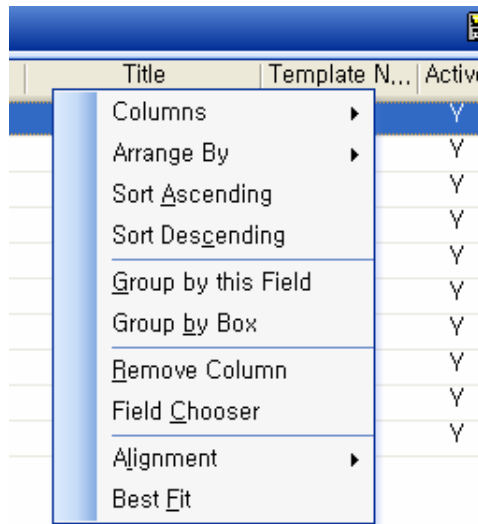 Title Template N... Active
Columns
Y
Arrange By
Y
Sort Ascending
Y
Sort Descending
Y
Y
Group by this Field
Y
Group by Box
Y
Remove Column
Y
Field Chooser
Y
Y
Alignment
Best Fit